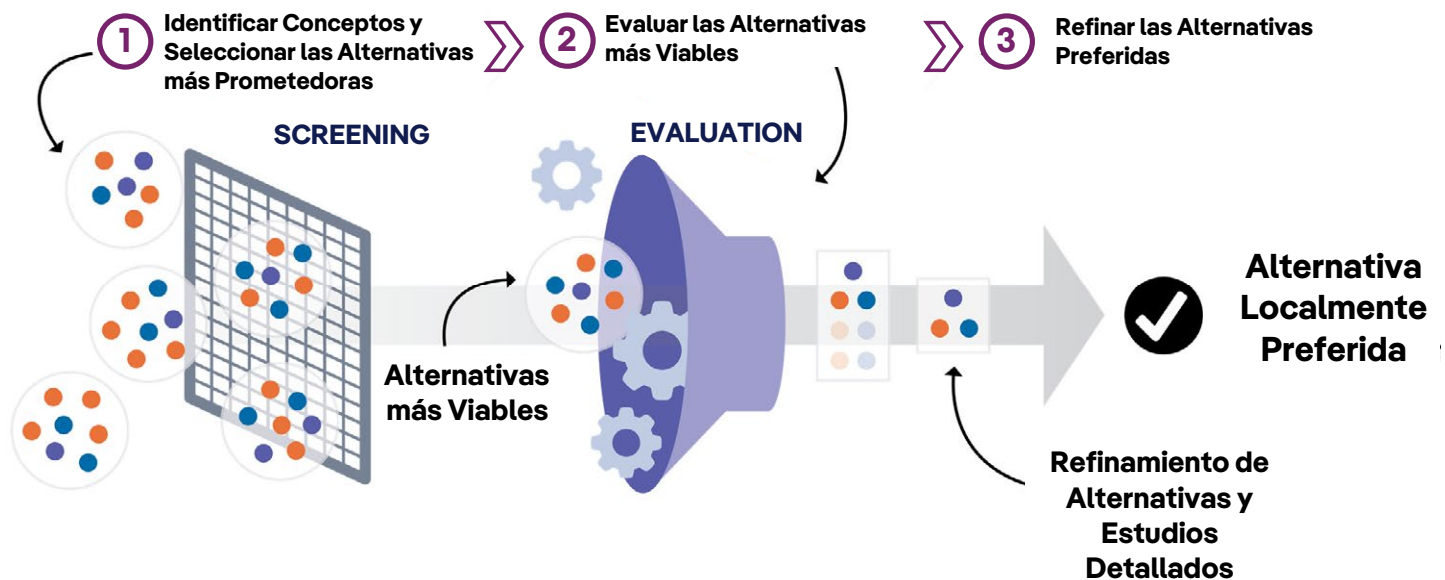 1
Identificar Conceptos y
Seleccionar las Alternativas
más Prometedoras
2
Evaluar las Alternativas
más Viables
3
Refinar las Alternativas
Preferidas
SCREENING
EVALUATION
Alternativas
más Viables
Alternativa
Localmente
Preferida
Refinamiento de
Alternativas y
Estudios
Detallados